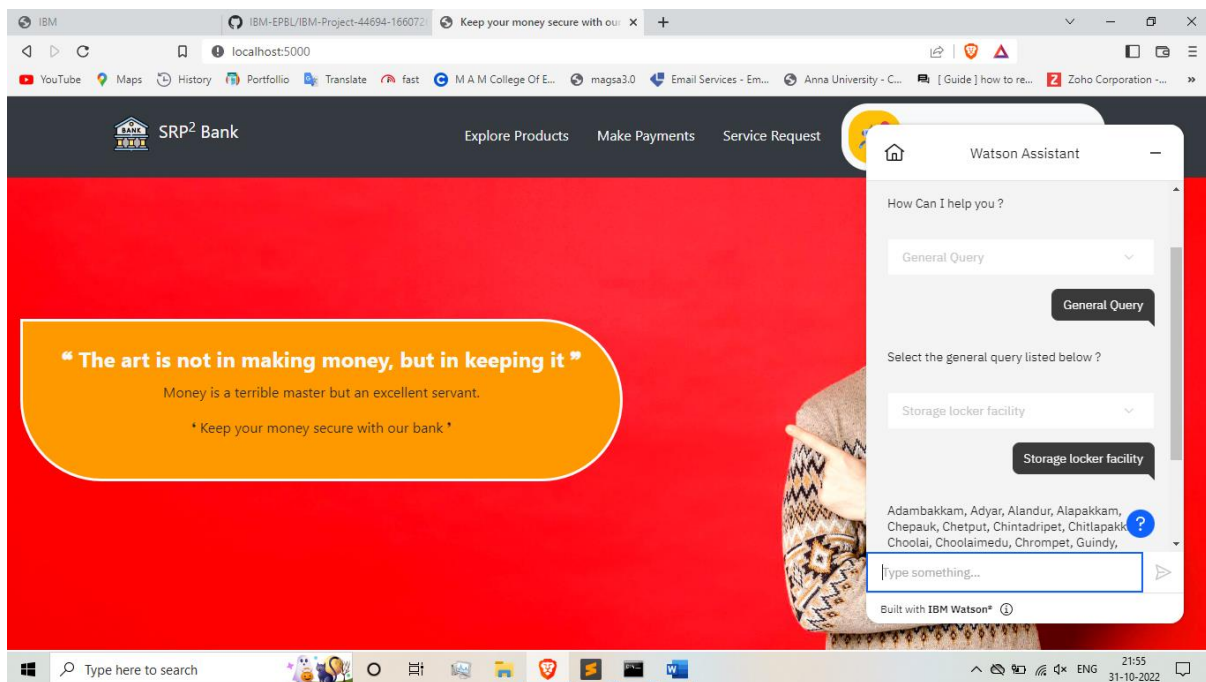 IBM
IBM-EPBL/IBM-Project-44694-166072
Keep your money secure with our
localhost:5000
YouTube
Maps
History
Portfollio
Translate
fast
M A M College Of E...
magsa3.0
Email Services - Em...
Anna University - C...
[ Guide ] how to re...
Zoho Corporation -...
»
BANK
SRP² Bank
Explore Products
Make Payments
Service Request
Watson Assistant
How Can I help you ?
General Query
General Query
Select the general query listed below ?
Storage locker facility
Storage locker facility
Adambakkam, Adyar, Alandur, Alapakkam,
Chepauk, Chetput, Chintadripet, Chitlapakk
Choolai, Choolaimedu, Chrompet, Guindy,
?
Type something...
Built with IBM Watson®
❝ The art is not in making money, but in keeping it ❞
Money is a terrible master but an excellent servant.
❛ Keep your money secure with our bank ❜
Type here to search
ENG
21:55
31-10-2022